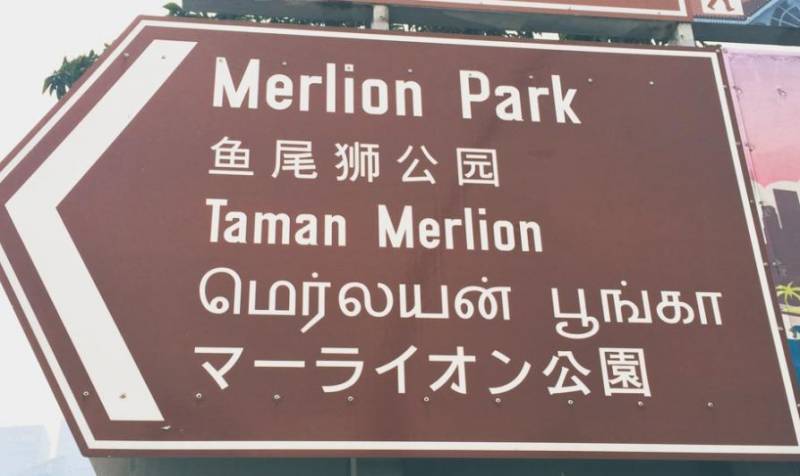 Merlion Park
鱼尾狮公园
Taman Merlion
மெர்லயன் பூங்கா
マーライオン公園